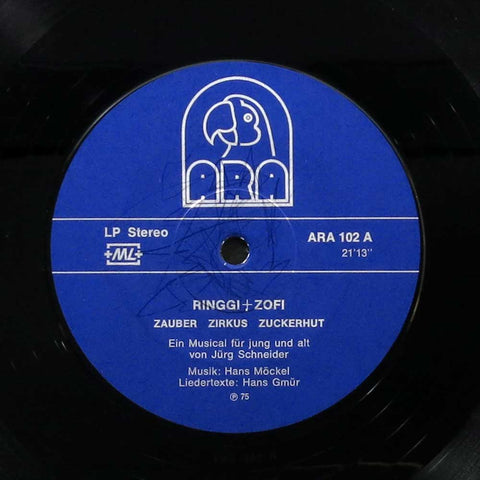 ARA
LP Stereo
ARA 102 A
+ML+
21'13"
RINGGI+ZOFI
ZAUBER ZIRKUS ZUCKERHUT
Ein Musical für jung und alt
von Jürg Schneider
Musik: Hans Möckel
Liedertexte: Hans Gmür
℗ 75